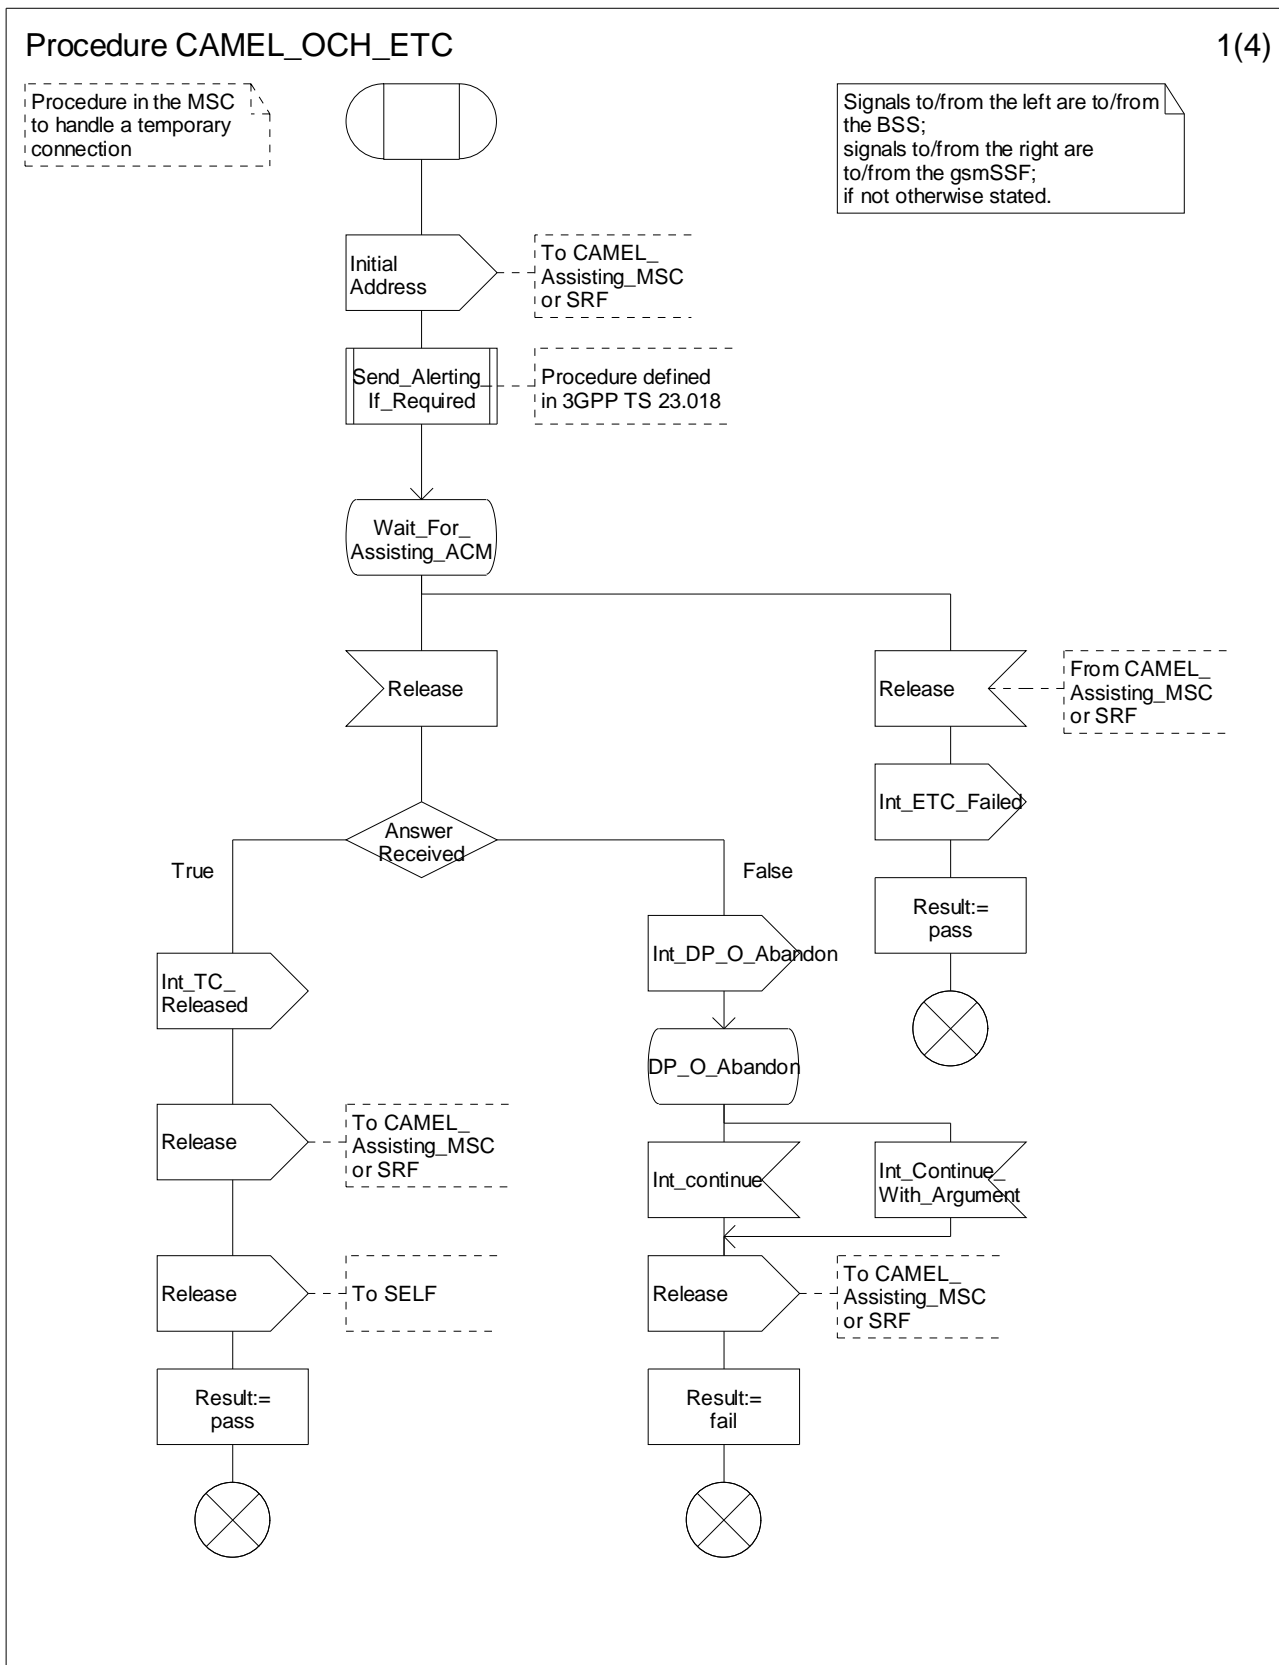 Procedure CAMEL_OCH_ETC
1(4)
Procedure in the MSC
to handle a temporary
connection
Signals to/from the left are to/from
the BSS;
signals to/from the right are
to/from the gsmSSF;
if not otherwise stated.
Initial
Address
To CAMEL_
Assisting_MSC
or SRF
Send_Alerting_
If_Required
Procedure defined
in 3GPP TS 23.018
Wait_For_
Assisting_ACM
Release
Release
From CAMEL_
Assisting_MSC
or SRF
Int_ETC_Failed
Answer
Received
True
False
Result:=
pass
Int_DP_O_Abandon
Int_TC_
Released
DP_O_Abandon
Release
To CAMEL_
Assisting_MSC
or SRF
Int_continue
Int_Continue_
With_Argument
Release
To SELF
Release
To CAMEL_
Assisting_MSC
or SRF
Result:=
pass
Result:=
fail